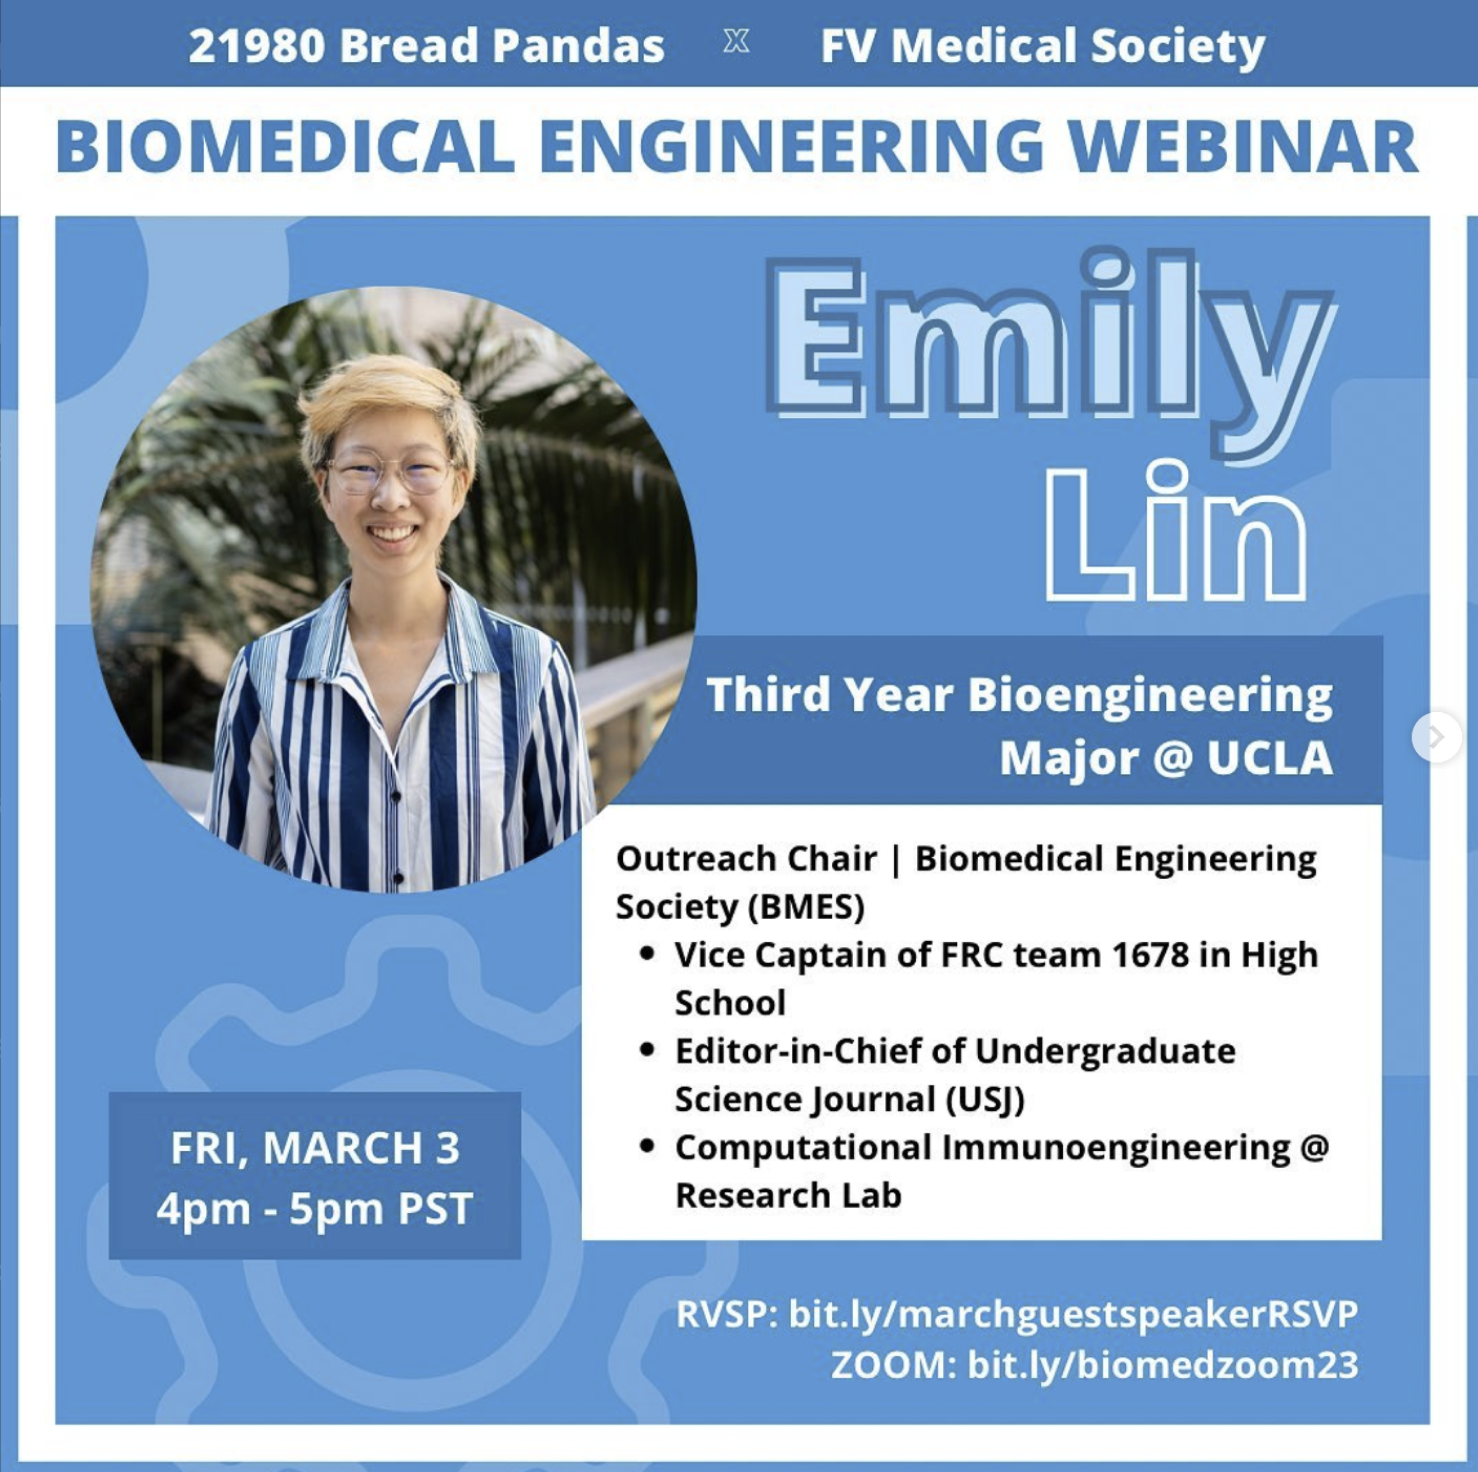 21980 Bread Pandas X FV Medical Society
BIOMEDICAL ENGINEERING WEBINAR
Emily
Lin
Third Year Bioengineering
Major @ UCLA
Outreach Chair | Biomedical Engineering
Society (BMES)
• Vice Captain of FRC team 1678 in High
School
• Editor-in-Chief of Undergraduate
Science Journal (USJ)
• Computational Immunoengineering @
Research Lab
FRI, MARCH 3
4pm - 5pm PST
RVSP: bit.ly/marchguestspeakerRSVP
ZOOM: bit.ly/biomedzoom23